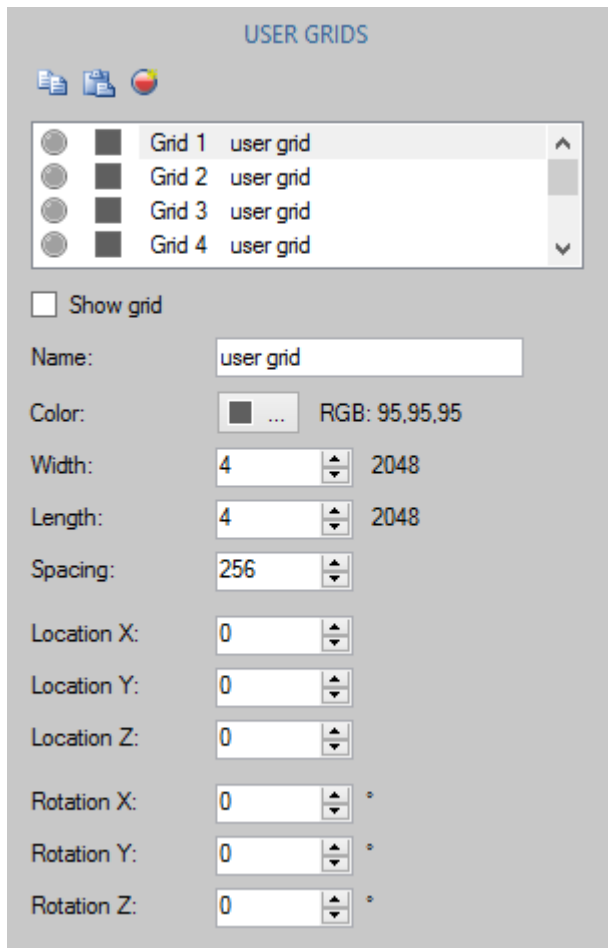 USER GRIDS
Grid 1 user grid
Grid 2 user grid
Grid 3 user grid
Grid 4 user grid
Show grid
Name: user grid
Color: ... RGB: 95,95,95
Width: 4 2048
Length: 4 2048
Spacing: 256
Location X: 0
Location Y: 0
Location Z: 0
Rotation X: 0 °
Rotation Y: 0 °
Rotation Z: 0 °